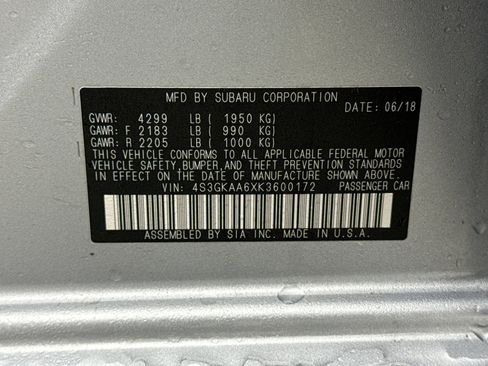 MFD BY SUBARU CORPORATION
DATE: 06/18
GVWR: 4299 LB ( 1950 KG)
GAWR: F 2183 LB ( 990 KG)
GAWR: R 2205 LB ( 1000 KG)
THIS VEHICLE CONFORMS TO ALL APPLICABLE FEDERAL MOTOR
VEHICLE SAFETY,BUMPER,AND THEFT PREVENTION STANDARDS
IN EFFECT ON THE DATE OF MANUFACTURE SHOWN ABOVE.
VIN: 4S3GKAA6XK3600172 PASSENGER CAR
ASSEMBLED BY SIA INC. MADE IN U.S.A.